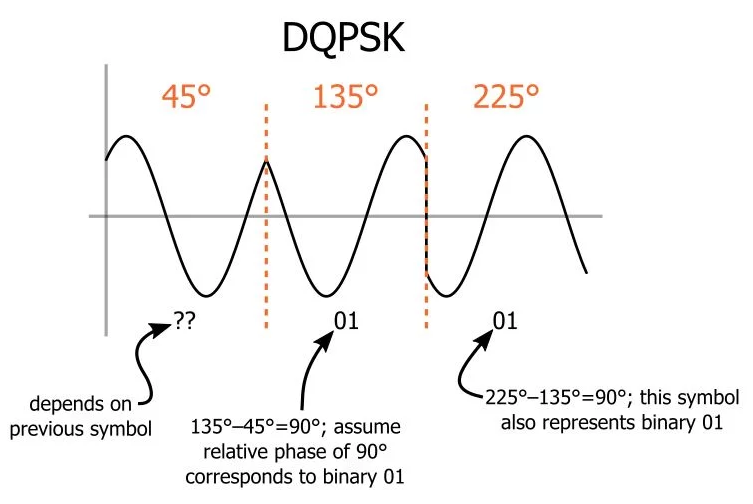 DQPSK
45°
135°
225°
??
01
01
depends on
previous symbol
135°–45°=90°; assume
relative phase of 90°
corresponds to binary 01
225°–135°=90°; this symbol
also represents binary 01